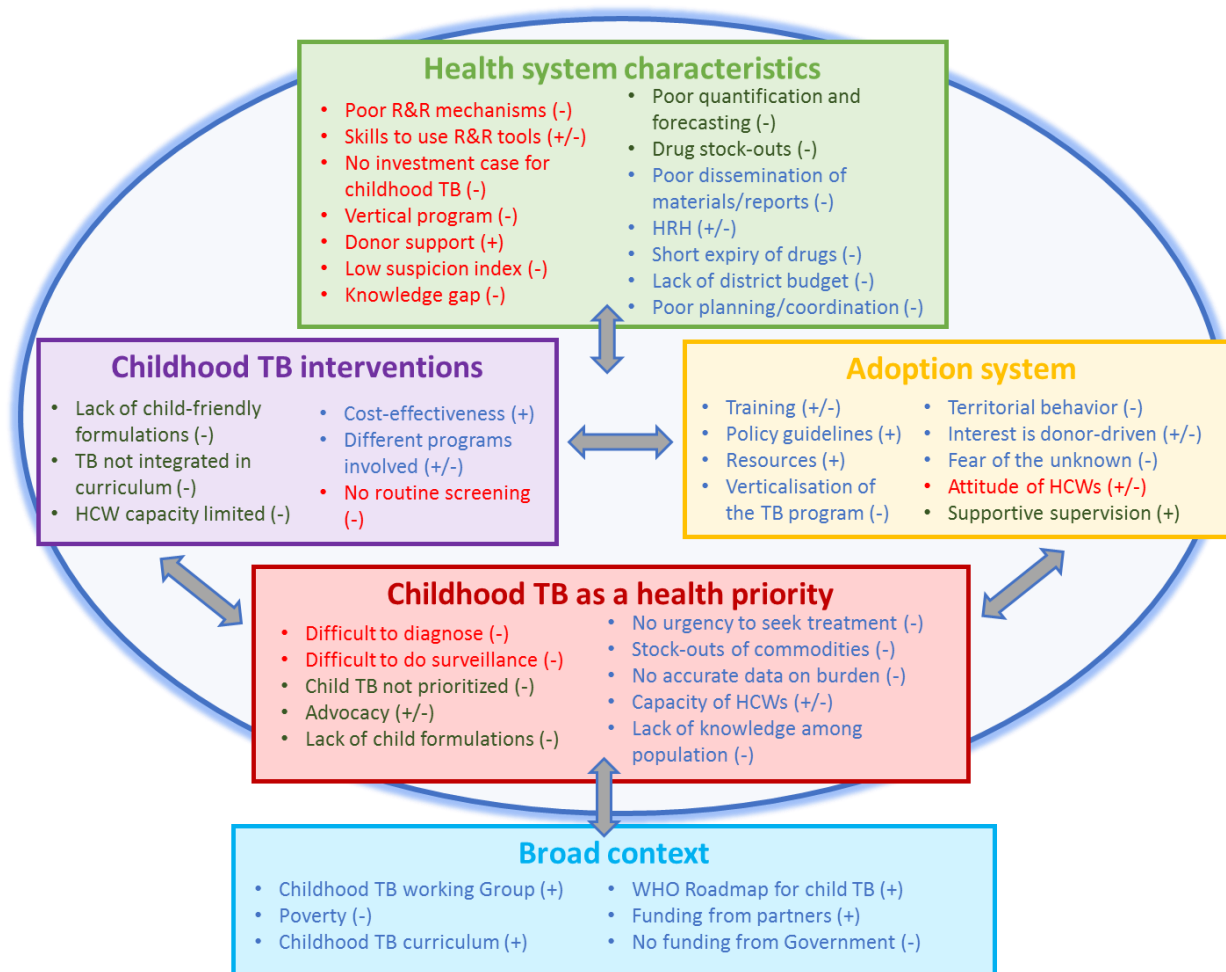 Health system characteristics
• Poor R&R mechanisms (-)
• Skills to use R&R tools (+/-)
• No investment case for
childhood TB (-)
• Vertical program (-)
• Donor support (+)
• Low suspicion index (-)
• Knowledge gap (-)
• Poor quantification and
forecasting (-)
• Drug stock-outs (-)
• Poor dissemination of
materials/reports (-)
• HRH (+/-)
• Short expiry of drugs (-)
• Lack of district budget (-)
• Poor planning/coordination (-)
Childhood TB interventions
• Lack of child-friendly
formulations (-)
• TB not integrated in
curriculum (-)
• HCW capacity limited (-)
• Cost-effectiveness (+)
• Different programs
involved (+/-)
• No routine screening
(-)
Adoption system
• Training (+/-)
• Policy guidelines (+)
• Resources (+)
• Verticalisation of
the TB program (-)
• Territorial behavior (-)
• Interest is donor-driven (+/-)
• Fear of the unknown (-)
• Attitude of HCWs (+/-)
• Supportive supervision (+)
Childhood TB as a health priority
• Difficult to diagnose (-)
• Difficult to do surveillance (-)
• Child TB not prioritized (-)
• Advocacy (+/-)
• Lack of child formulations (-)
• No urgency to seek treatment (-)
• Stock-outs of commodities (-)
• No accurate data on burden (-)
• Capacity of HCWs (+/-)
• Lack of knowledge among
population (-)
Broad context
• Childhood TB working Group (+)
• Poverty (-)
• Childhood TB curriculum (+)
• WHO Roadmap for child TB (+)
• Funding from partners (+)
• No funding from Government (-)